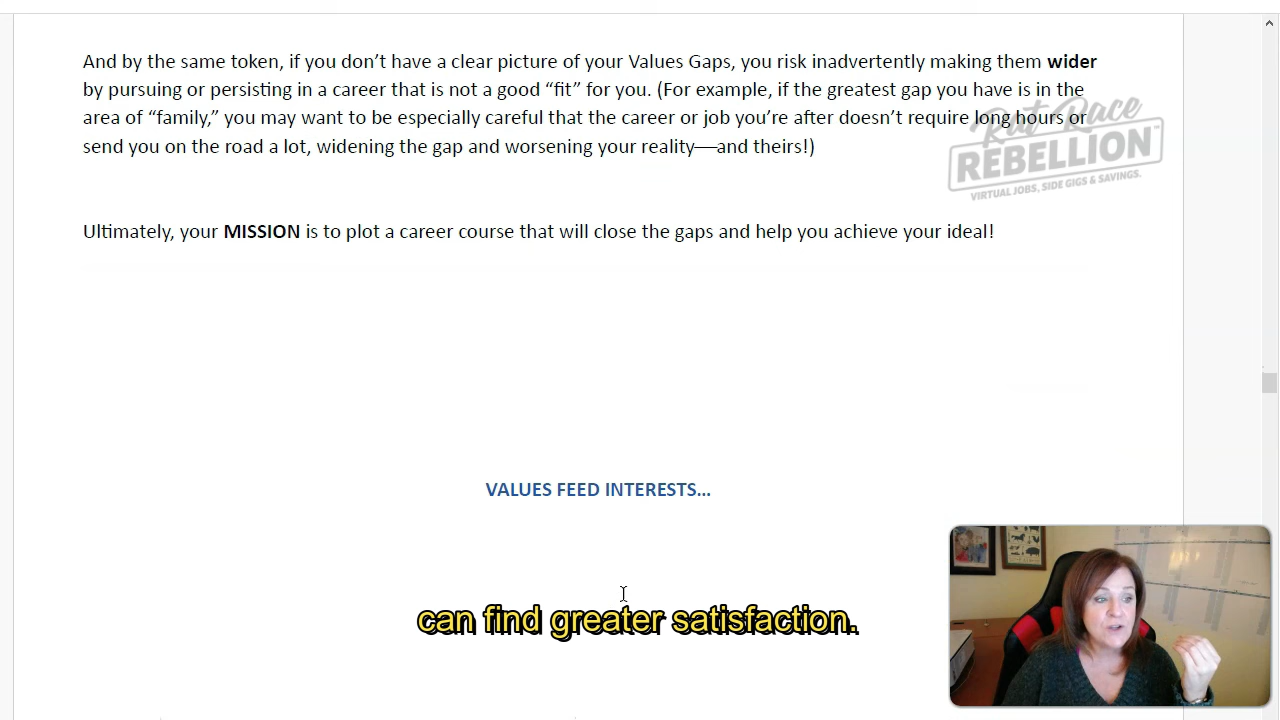 And by the same token, if you don’t have a clear picture of your Values Gaps, you risk inadvertently making them wider
by pursuing or persisting in a career that is not a good “fit” for you. (For example, if the greatest gap you have is in the
area of “family,” you may want to be especially careful that the career or job you’re after doesn’t require long hours or
send you on the road a lot, widening the gap and worsening your reality—and theirs!)
Rat Race
REBELLION™
VIRTUAL JOBS, SIDE GIGS & SAVINGS.
Ultimately, your MISSION is to plot a career course that will close the gaps and help you achieve your ideal!
VALUES FEED INTERESTS…
can find greater satisfaction.